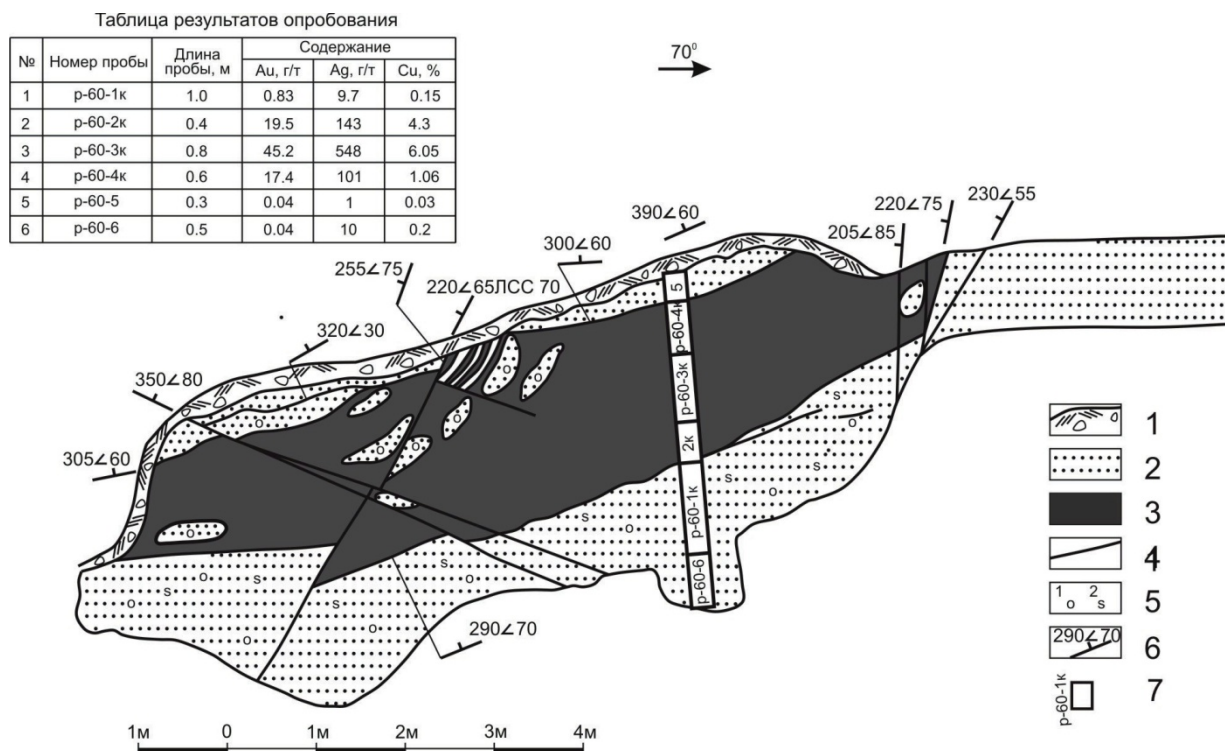 Таблица результатов опробования
№ Номер пробы Длина пробы, м Содержание
Au, г/т Ag, г/т Cu, %
1 р-60-1к 1.0 0.83 9.7 0.15
2 р-60-2к 0.4 19.5 143 4.3
3 р-60-3к 0.8 45.2 548 6.05
4 р-60-4к 0.6 17.4 101 1.06
5 р-60-5 0.3 0.04 1 0.03
6 р-60-6 0.5 0.04 10 0.2
70⁰
390∠60
220∠75
230∠55
205∠85
300∠60
255∠75
220∠65ЛСС 70
320∠30
350∠80
305∠60
290∠70
5
р-60-4к
р-60-3к
2к
р-60-1к
р-60-6
o o o o o o o o o
s s s s s s s s
o o o o o o o o
1
2
3
4
1 o 2 s 5
290∠70 6
р-60-1к 7
1м 0 1м 2м 3м 4м